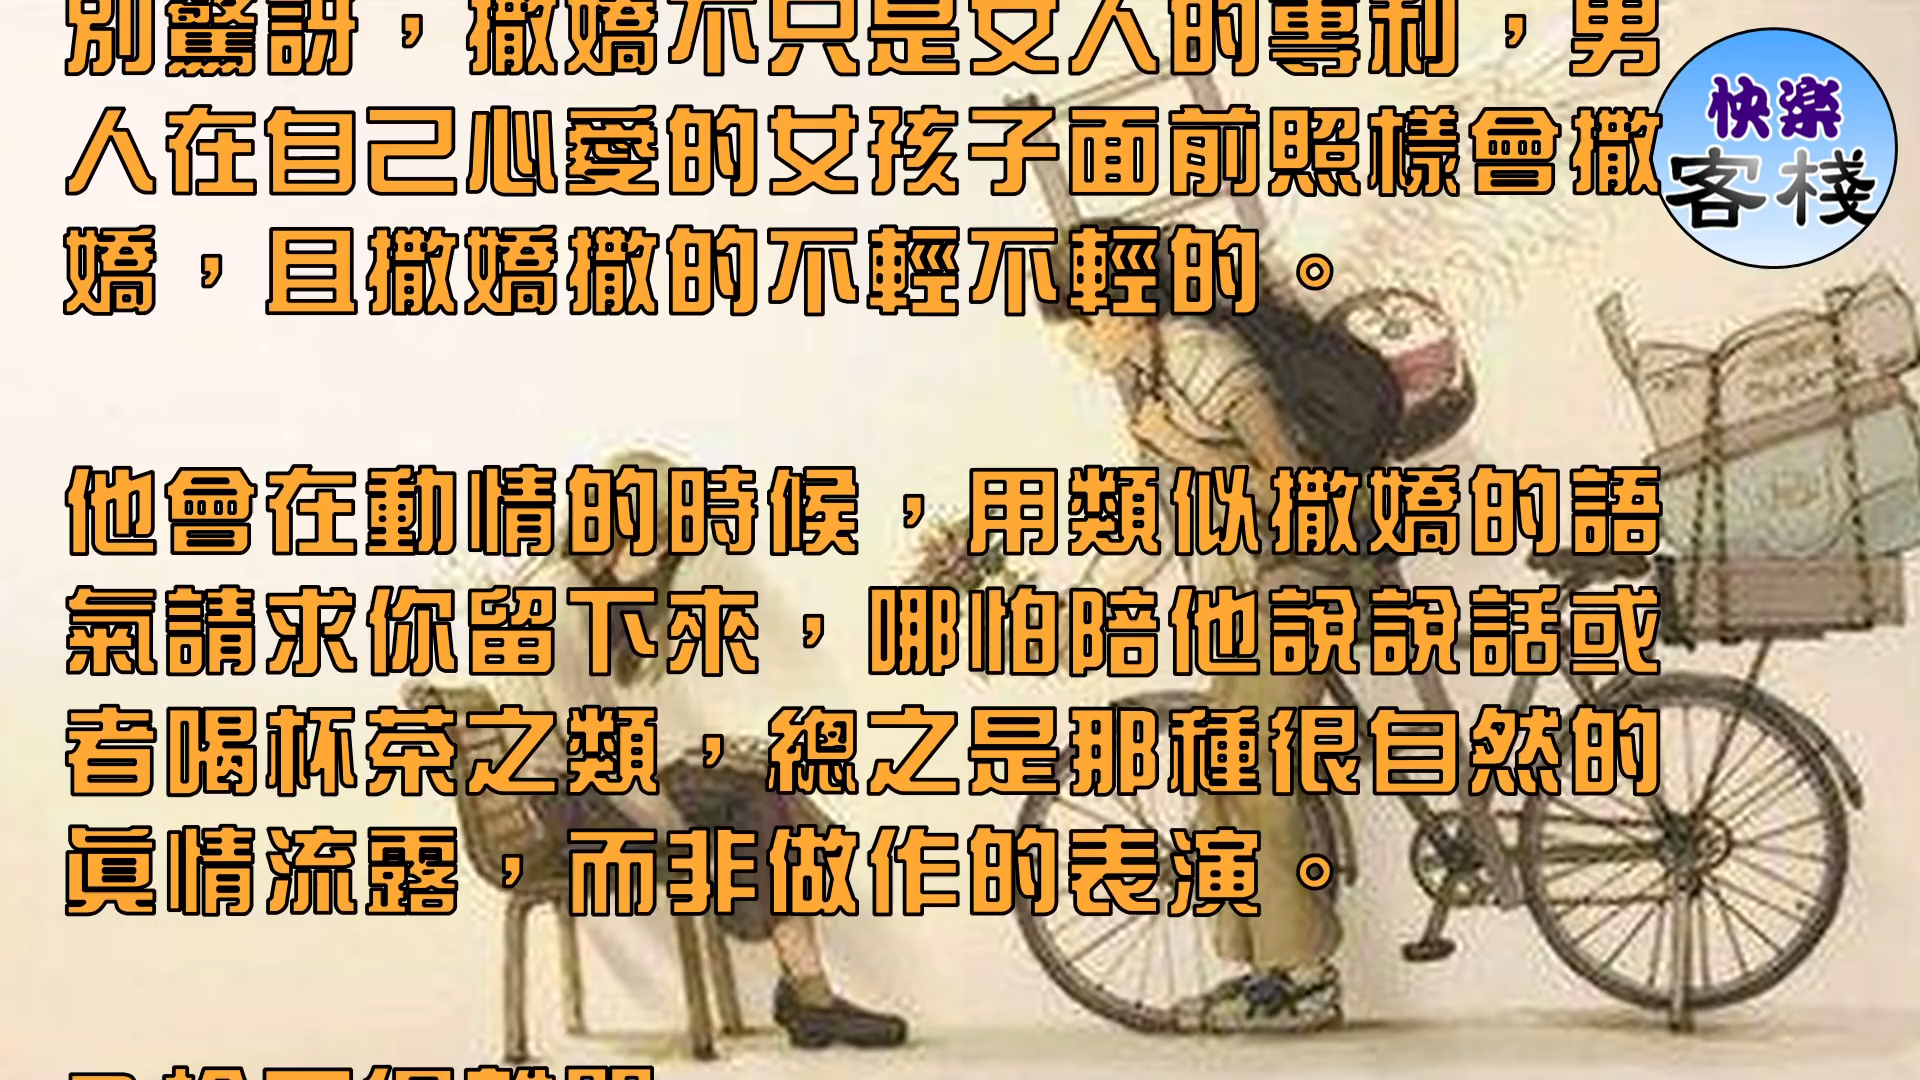 別驚訝，撒嬌不只是女人的專利，男
人在自己心愛的女孩子面前照樣會撒
嬌，且撒嬌撒的不輕不輕的。
他會在動情的時候，用類似撒嬌的語
氣請求你留下來，哪怕陪他說說話或
者喝杯茶之類，總之是那種很自然的
真情流露，而非做作的表演。
快樂
客棧